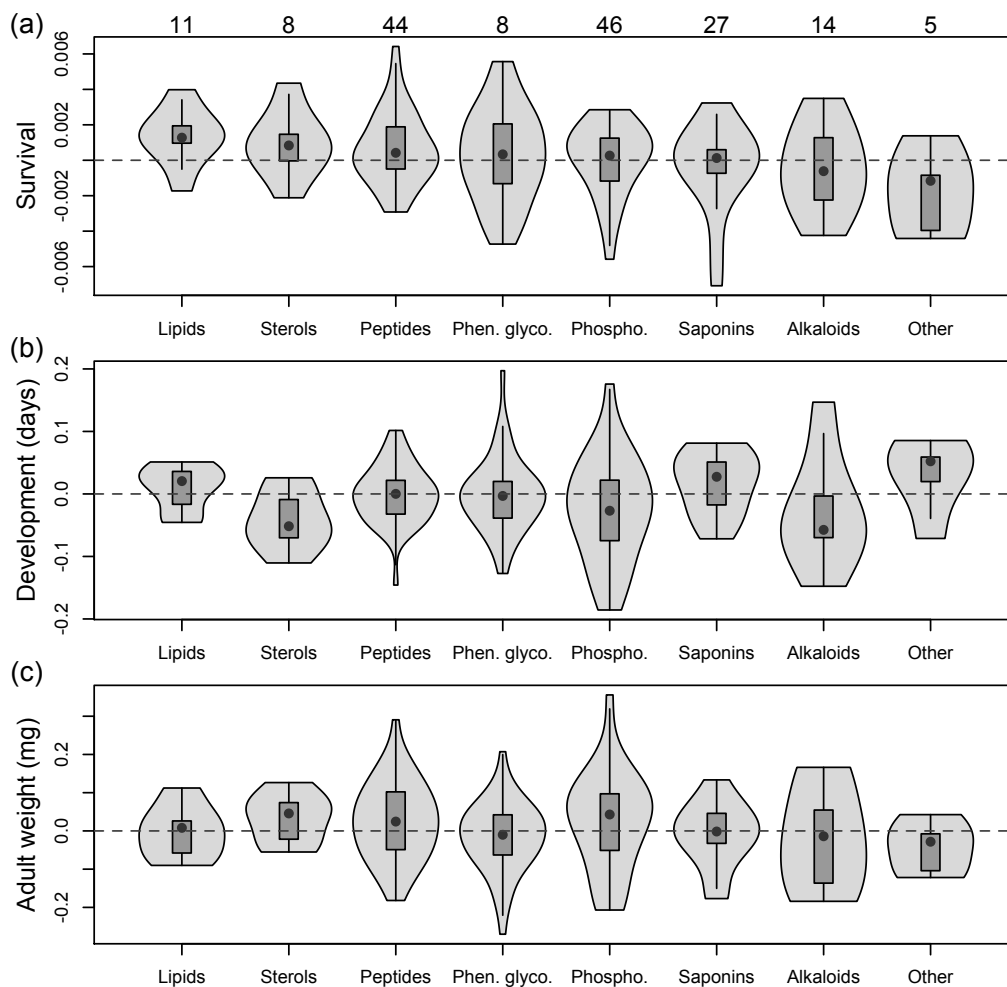 (a) 11 8 44 8 46 27 14 5
Survival
0.006
0.002
-0.002
-0.006
Lipids Sterols Peptides Phen. glyco. Phospho. Saponins Alkaloids Other
(b)
Development (days)
0.2
0.1
0.0
-0.1
-0.2
Lipids Sterols Peptides Phen. glyco. Phospho. Saponins Alkaloids Other
(c)
Adult weight (mg)
0.2
0.0
-0.2
Lipids Sterols Peptides Phen. glyco. Phospho. Saponins Alkaloids Other